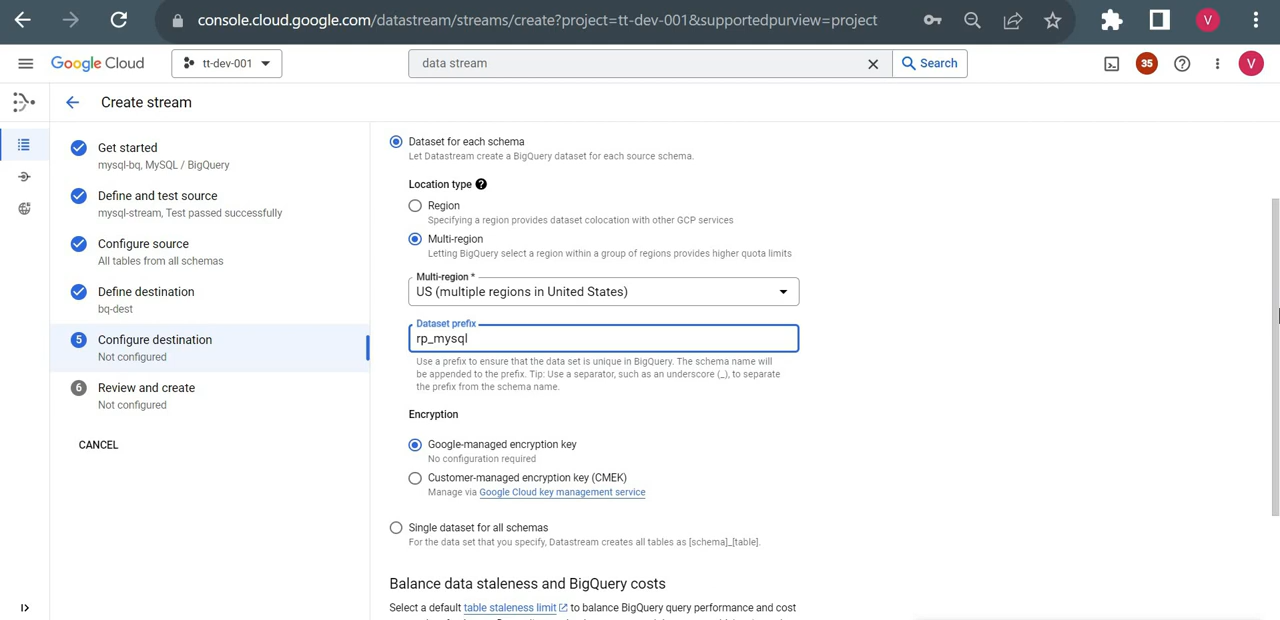 console.cloud.google.com/datastream/streams/create?project=tt-dev-001&supportedpurview=project
V
Google Cloud
tt-dev-001
data stream
Search
35
V
Create stream
Get started
mysql-bq, MySQL / BigQuery
Define and test source
mysql-stream, Test passed successfully
Configure source
All tables from all schemas
Define destination
bq-dest
5
Configure destination
Not configured
6
Review and create
Not configured
CANCEL
Dataset for each schema
Let Datastream create a BigQuery dataset for each source schema.
Location type
Region
Specifying a region provides dataset colocation with other GCP services
Multi-region
Letting BigQuery select a region within a group of regions provides higher quota limits
Multi-region *
US (multiple regions in United States)
Dataset prefix
rp_mysql
Use a prefix to ensure that the data set is unique in BigQuery. The schema name will
be appended to the prefix. Tip: Use a separator, such as an underscore (_), to separate
the prefix from the schema name.
Encryption
Google-managed encryption key
No configuration required
Customer-managed encryption key (CMEK)
Manage via Google Cloud key management service
Single dataset for all schemas
For the data set that you specify, Datastream creates all tables as [schema]_[table].
Balance data staleness and BigQuery costs
Select a default table staleness limit to balance BigQuery query performance and cost